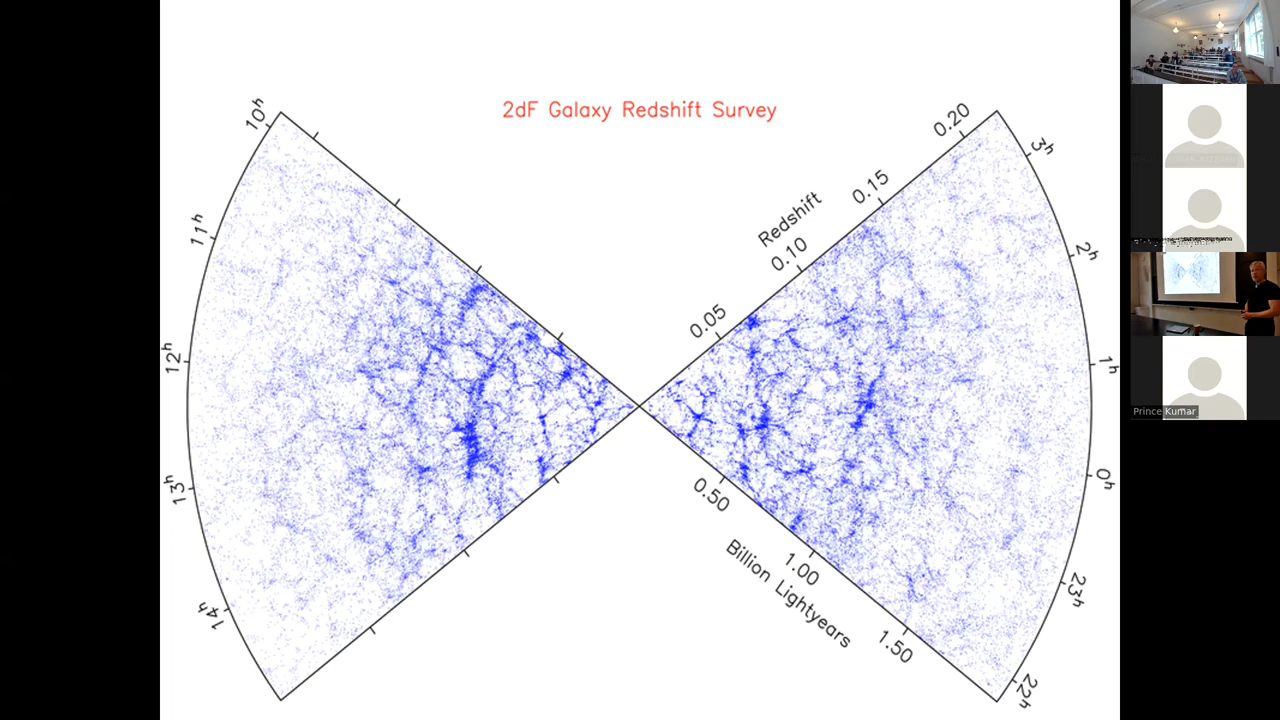 2dF Galaxy Redshift Survey
10ʰ
11ʰ
12ʰ
13ʰ
14ʰ
Redshift
0.05
0.10
0.15
0.20
3ʰ
2ʰ
1ʰ
0ʰ
23ʰ
22ʰ
0.50
1.00
1.50
Billion Lightyears
Prince Kumar